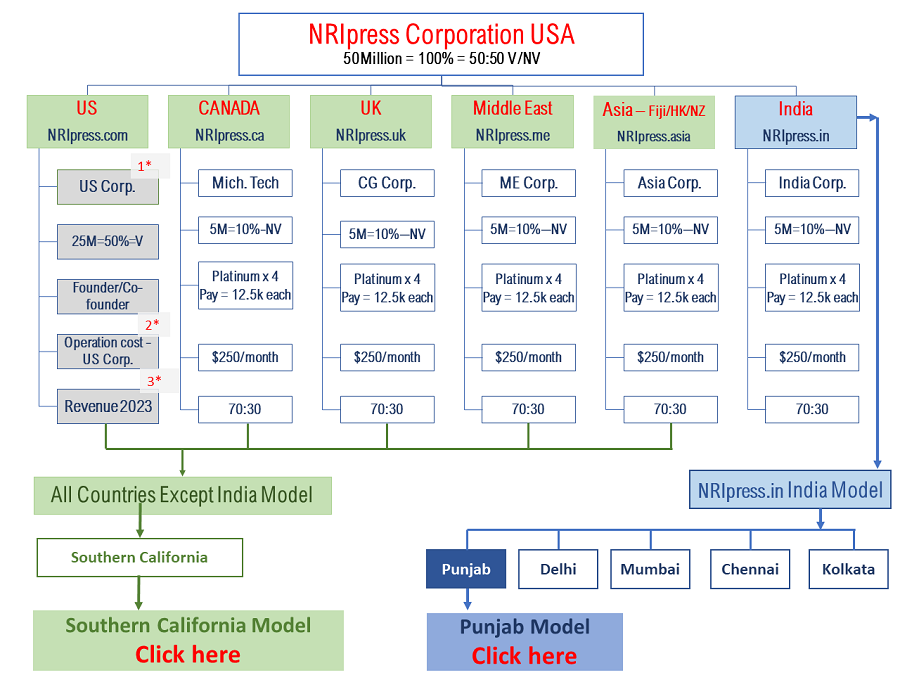 NRIpress Corporation USA
50Million = 100% = 50:50 V/NV
US
NRIpress.com
CANADA
NRIpress.ca
UK
NRIpress.uk
Middle East
NRIpress.me
Asia – Fiji/HK/NZ
NRIpress.asia
India
NRIpress.in
1*
US Corp.
Mich. Tech
CG Corp.
ME Corp.
Asia Corp.
India Corp.
25M=50%–V
5M=10%-NV
5M=10%—NV
5M=10%—NV
5M=10%—NV
5M=10%—NV
Founder/Co-
founder
Platinum x 4
Pay = 12.5k each
Platinum x 4
Pay = 12.5k each
Platinum x 4
Pay = 12.5k each
Platinum x 4
Pay = 12.5k each
Platinum x 4
Pay = 12.5k each
2*
Operation cost –
US Corp.
$250/month
$250/month
$250/month
$250/month
$250/month
3*
Revenue 2023
70:30
70:30
70:30
70:30
70:30
All Countries Except India Model
NRIpress.in India Model
Southern California
Punjab
Delhi
Mumbai
Chennai
Kolkata
Southern California Model
Click here
Punjab Model
Click here